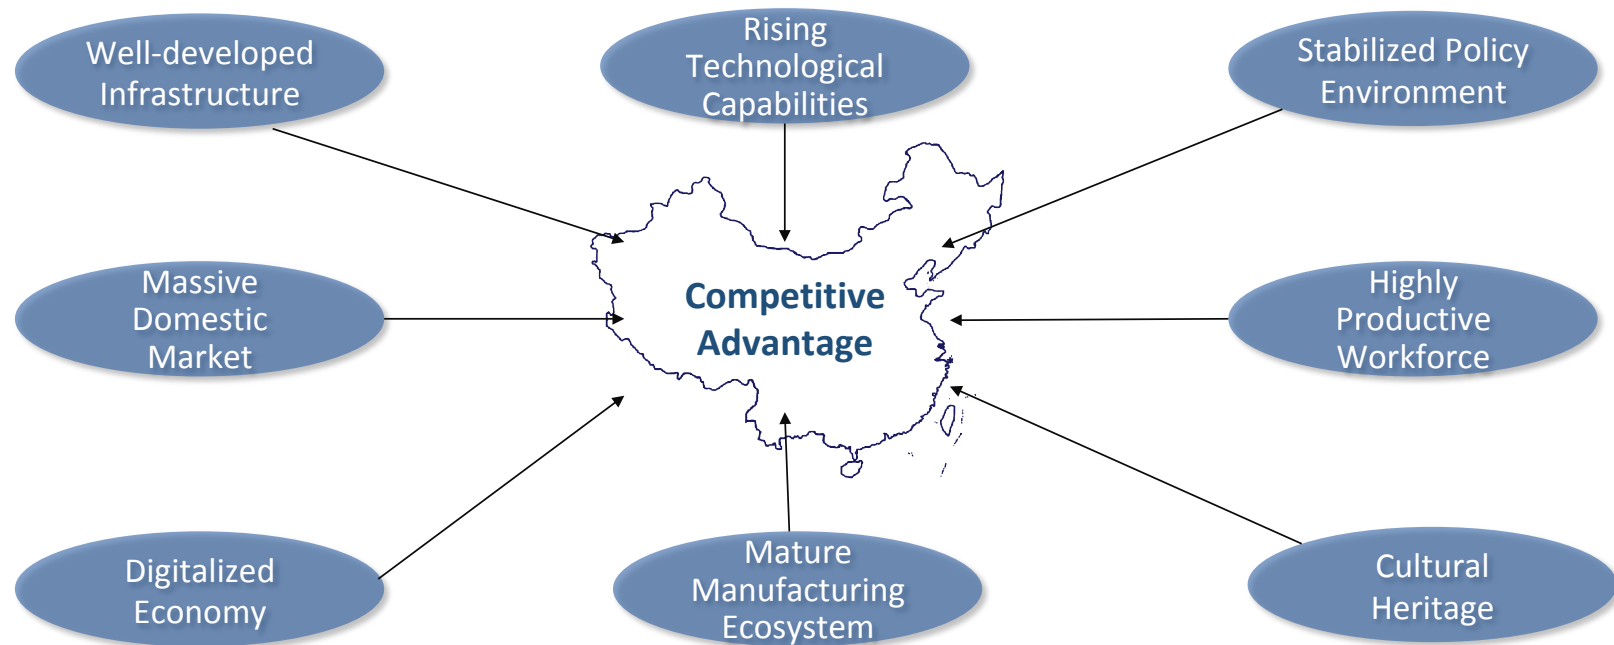 Well-developed
Infrastructure
Rising
Technological
Capabilities
Stabilized Policy
Environment
Massive
Domestic
Market
Competitive
Advantage
Highly
Productive
Workforce
Digitalized
Economy
Mature
Manufacturing
Ecosystem
Cultural
Heritage